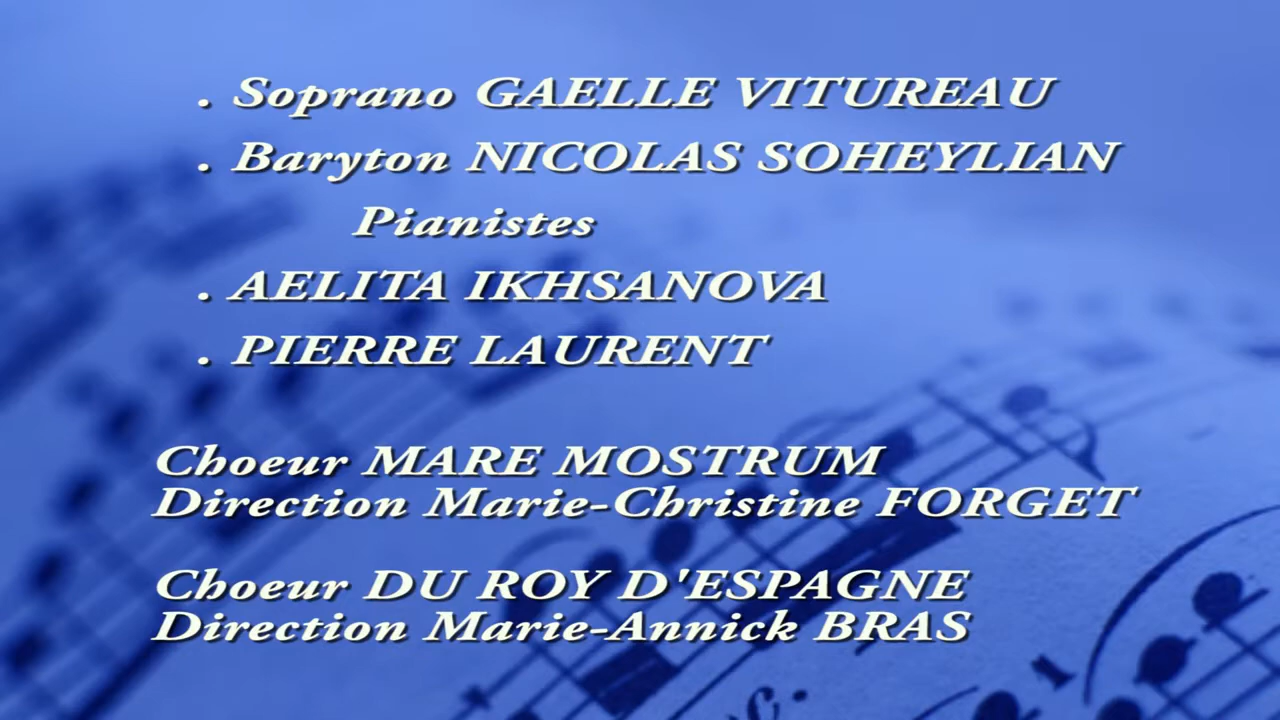 . Soprano GAELLE VITUREAU
. Baryton NICOLAS SOHEYLIAN
Pianistes
. AELITA IKHSANOVA
. PIERRE LAURENT
Choeur MARE MOSTRUM
Direction Marie-Christine FORGET
Choeur DU ROY D'ESPAGNE
Direction Marie-Annick BRAS